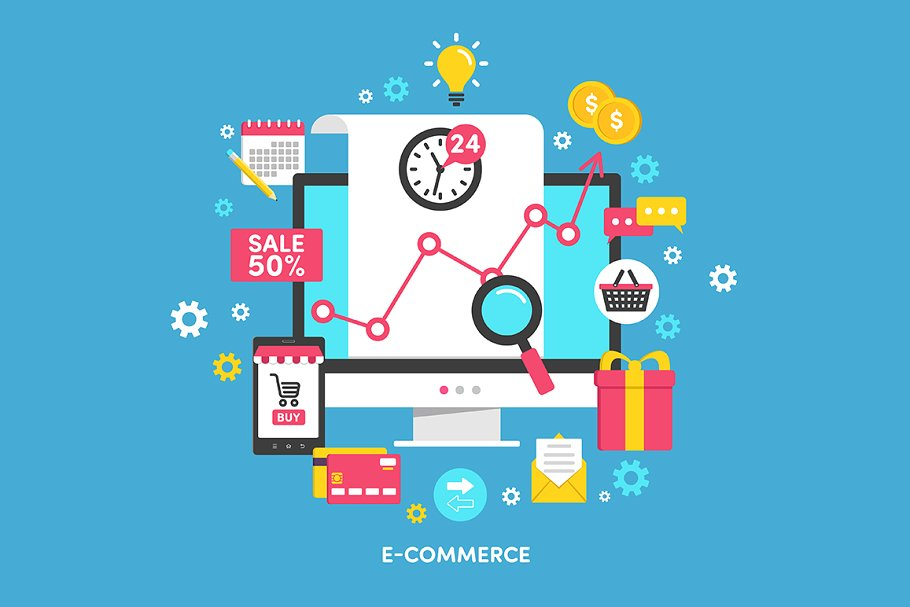 24
$
$
SALE
50%
BUY
E-COMMERCE